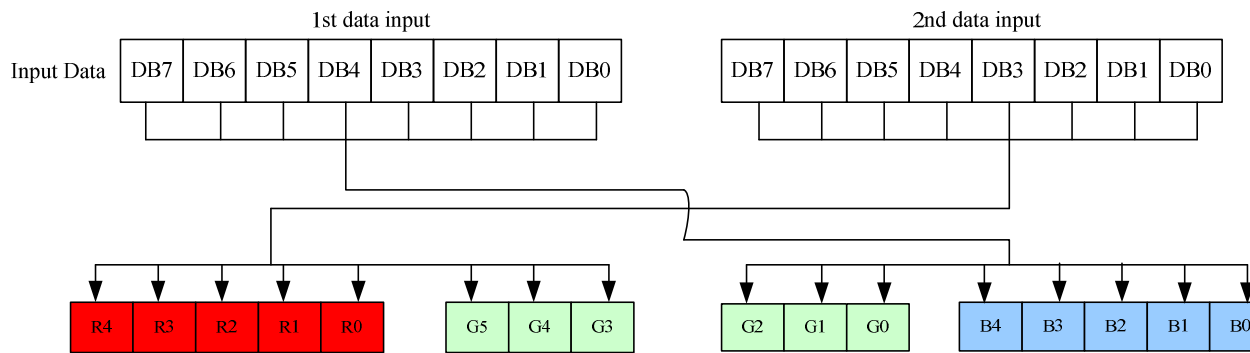 1st data input 2nd data input
Input Data DB7 DB6 DB5 DB4 DB3 DB2 DB1 DB0 DB7 DB6 DB5 DB4 DB3 DB2 DB1 DB0
R4 R3 R2 R1 R0 G5 G4 G3 G2 G1 G0 B4 B3 B2 B1 B0